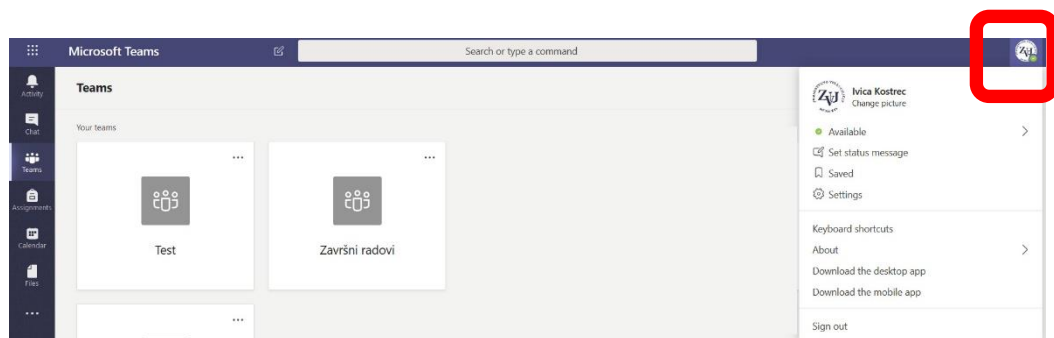 Microsoft Teams
Search or type a command
ZVJ
Activity
Chat
Teams
Assignments
Calendar
Files
Teams
Your teams
Test
Završni radovi
ZVJ
Ivica Kostrec
Change picture
Available
Set status message
Saved
Settings
Keyboard shortcuts
About
Download the desktop app
Download the mobile app
Sign out